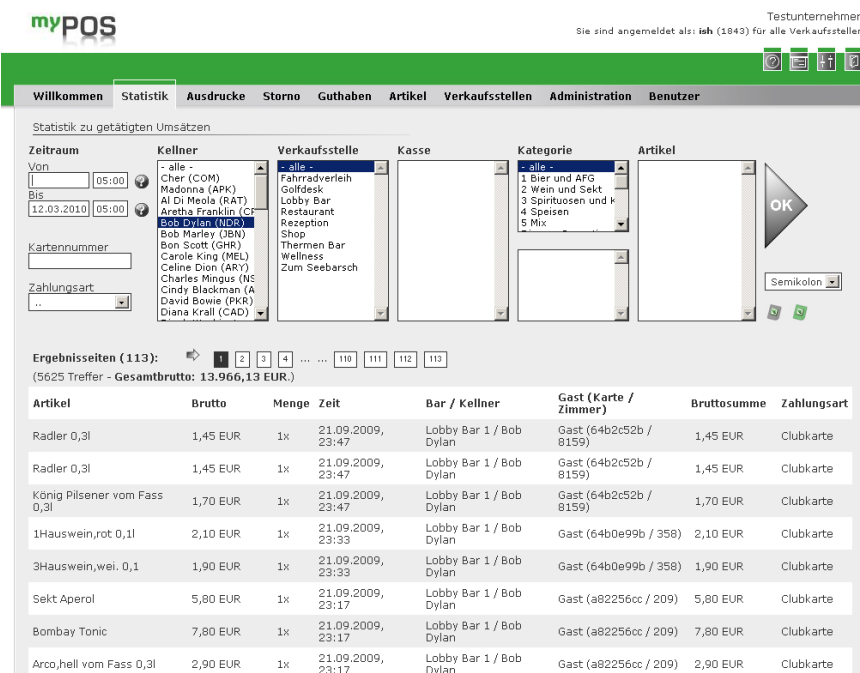 myPOS
Testunternehmer
Sie sind angemeldet als: ish (1843) für alle Verkaufsstellen
Willkommen Statistik Ausdrucke Storno Guthaben Artikel Verkaufsstellen Administration Benutzer
Statistik zu getätigten Umsätzen
Zeitraum
Von
05:00
Bis
12.03.2010 05:00
Kartennummer
Zahlungsart
..
Kellner
- alle -
Cher (COM)
Madonna (APK)
Al Di Meola (RAT)
Aretha Franklin (CF
Bob Dylan (NDR)
Bob Marley (JBN)
Bon Scott (GHR)
Carole King (MEL)
Celine Dion (ARY)
Charles Mingus (NS
Cindy Blackman (A
David Bowie (PKR)
Diana Krall (CAD)
Verkaufsstelle
- alle -
Fahrradverleih
Golfdesk
Lobby Bar
Restaurant
Rezeption
Shop
Thermen Bar
Wellness
Zum Seebarsch
Kasse
Kategorie
- alle -
1 Bier und AFG
2 Wein und Sekt
3 Spirituosen und K
4 Speisen
5 Mix
Artikel
OK
Semikolon
Ergebnisseiten (113): 1 2 3 4 ... ... 110 111 112 113
(5625 Treffer - Gesamtbrutto: 13.966,13 EUR.)
Artikel Brutto Menge Zeit Bar / Kellner Gast (Karte / Zimmer) Bruttosumme Zahlungsart
Radler 0,3l 1,45 EUR 1x 21.09.2009, 23:47 Lobby Bar 1 / Bob Dylan Gast (64b2c52b / 8159) 1,45 EUR Clubkarte
Radler 0,3l 1,45 EUR 1x 21.09.2009, 23:47 Lobby Bar 1 / Bob Dylan Gast (64b2c52b / 8159) 1,45 EUR Clubkarte
König Pilsener vom Fass 0,3l 1,70 EUR 1x 21.09.2009, 23:47 Lobby Bar 1 / Bob Dylan Gast (64b2c52b / 8159) 1,70 EUR Clubkarte
1Hauswein,rot 0,1l 2,10 EUR 1x 21.09.2009, 23:33 Lobby Bar 1 / Bob Dylan Gast (64b0e99b / 358) 2,10 EUR Clubkarte
3Hauswein,wei. 0,1 1,90 EUR 1x 21.09.2009, 23:33 Lobby Bar 1 / Bob Dylan Gast (64b0e99b / 358) 1,90 EUR Clubkarte
Sekt Aperol 5,80 EUR 1x 21.09.2009, 23:17 Lobby Bar 1 / Bob Dylan Gast (a82256cc / 209) 5,80 EUR Clubkarte
Bombay Tonic 7,80 EUR 1x 21.09.2009, 23:17 Lobby Bar 1 / Bob Dylan Gast (a82256cc / 209) 7,80 EUR Clubkarte
Arco,hell vom Fass 0,3l 2,90 EUR 1x 21.09.2009, 23:17 Lobby Bar 1 / Bob Dylan Gast (a82256cc / 209) 2,90 EUR Clubkarte